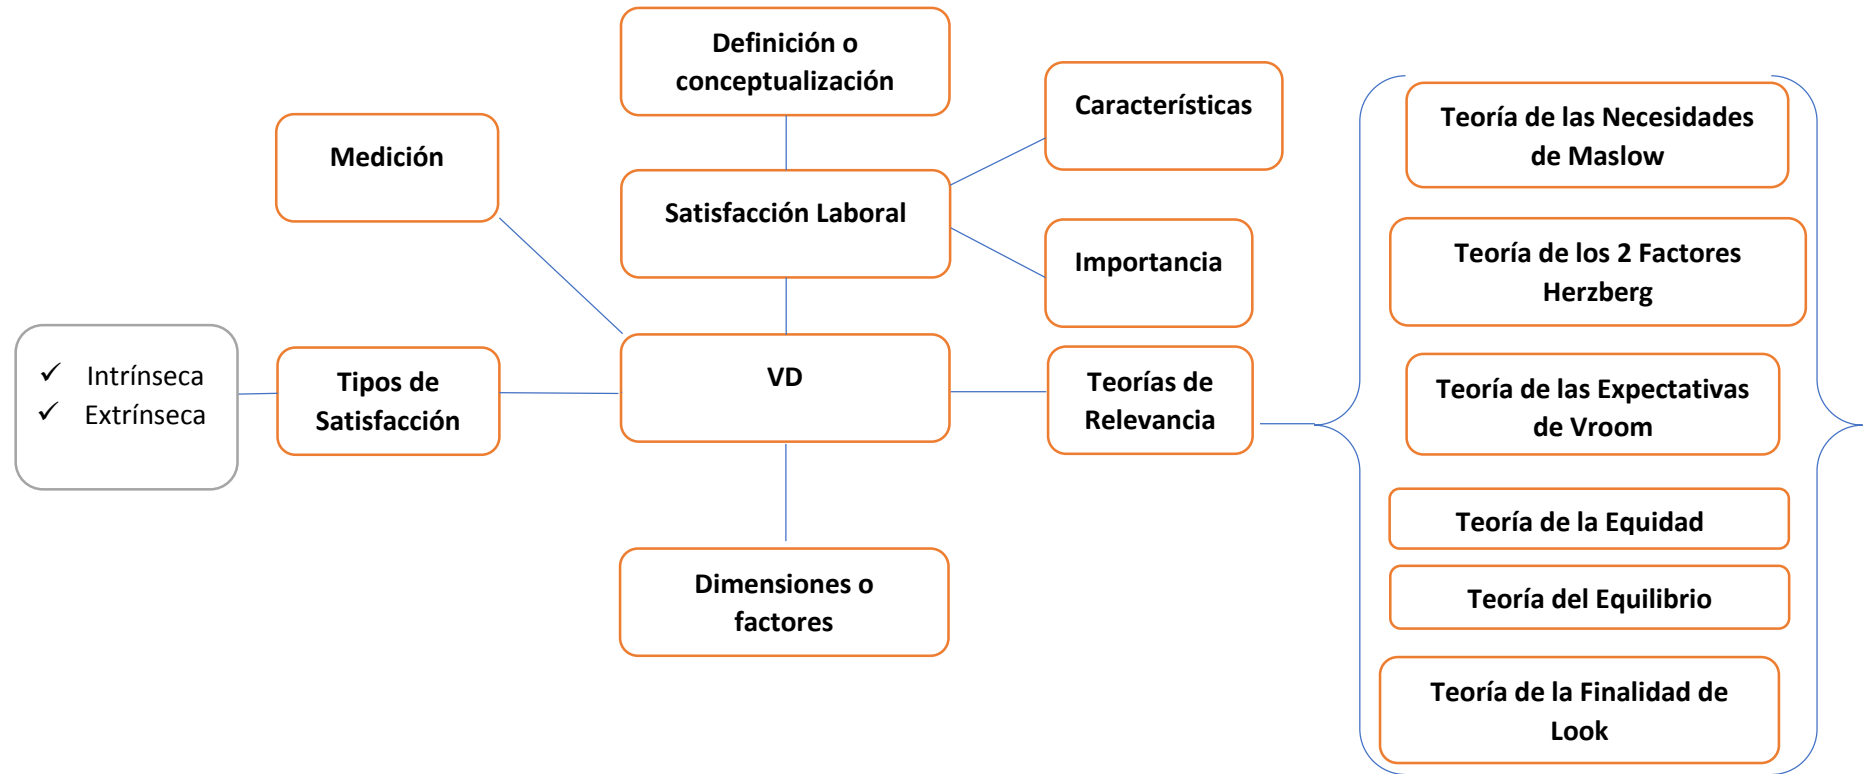 Definición o
conceptualización
Medición
Satisfacción Laboral
Características
Importancia
✓ Intrínseca
✓ Extrínseca
Tipos de
Satisfacción
VD
Teorías de
Relevancia
Dimensiones o
factores
Teoría de las Necesidades
de Maslow
Teoría de los 2 Factores
Herzberg
Teoría de las Expectativas
de Vroom
Teoría de la Equidad
Teoría del Equilibrio
Teoría de la Finalidad de
Look